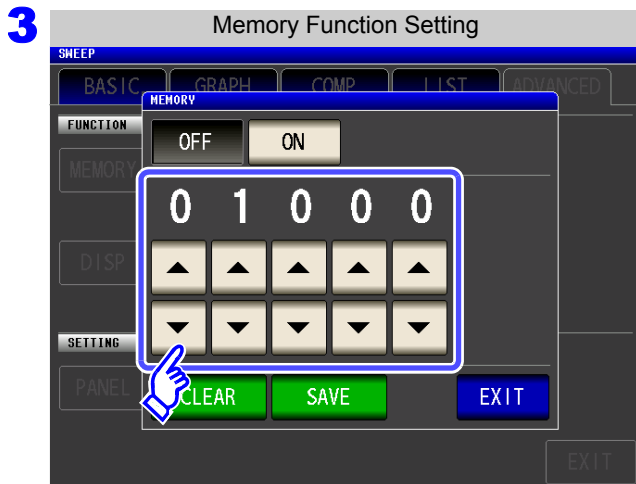 3
Memory Function Setting
SWEEP
BASIC GRAPH COMP LIST ADVANCED
MEMORY
FUNCTION
OFF ON
MEMORY
0 1 0 0 0
DISP
SETTING
PANEL
CLEAR SAVE EXIT
EXIT